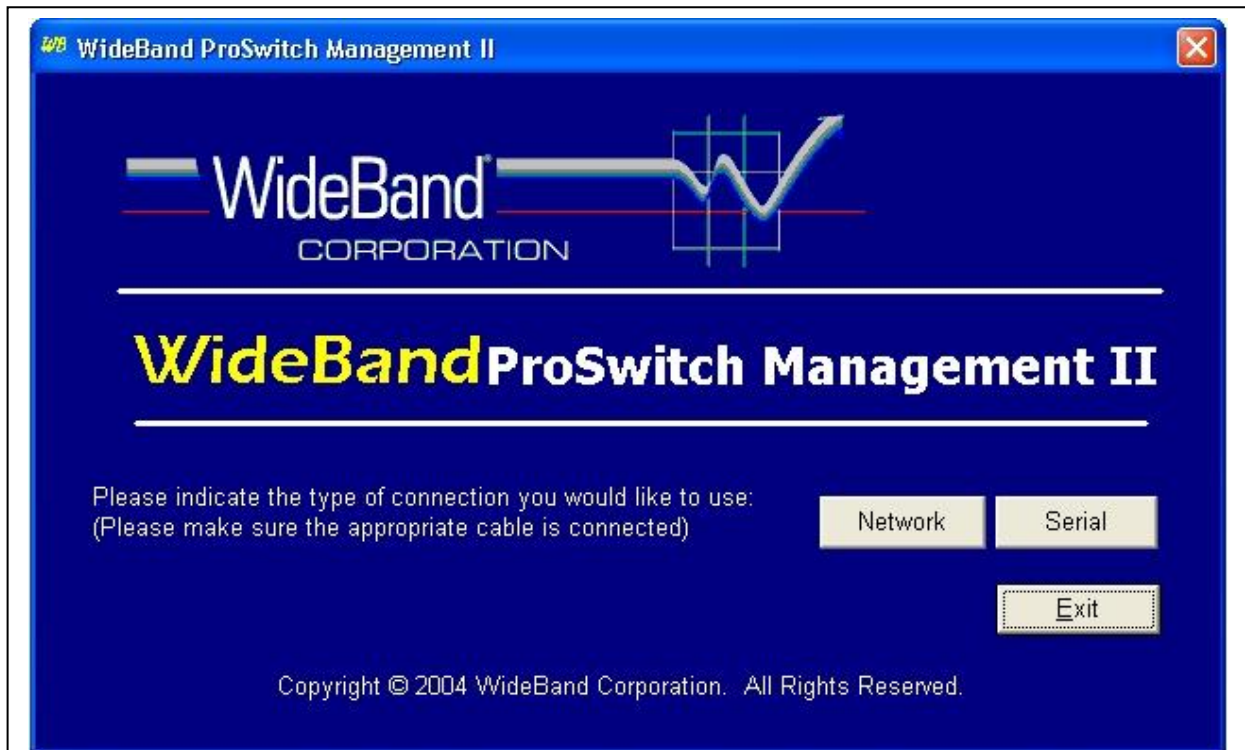 WB WideBand ProSwitch Management II
WideBand®
CORPORATION
WideBand ProSwitch Management II
Please indicate the type of connection you would like to use:
(Please make sure the appropriate cable is connected)
Network
Serial
Exit
Copyright © 2004 WideBand Corporation. All Rights Reserved.